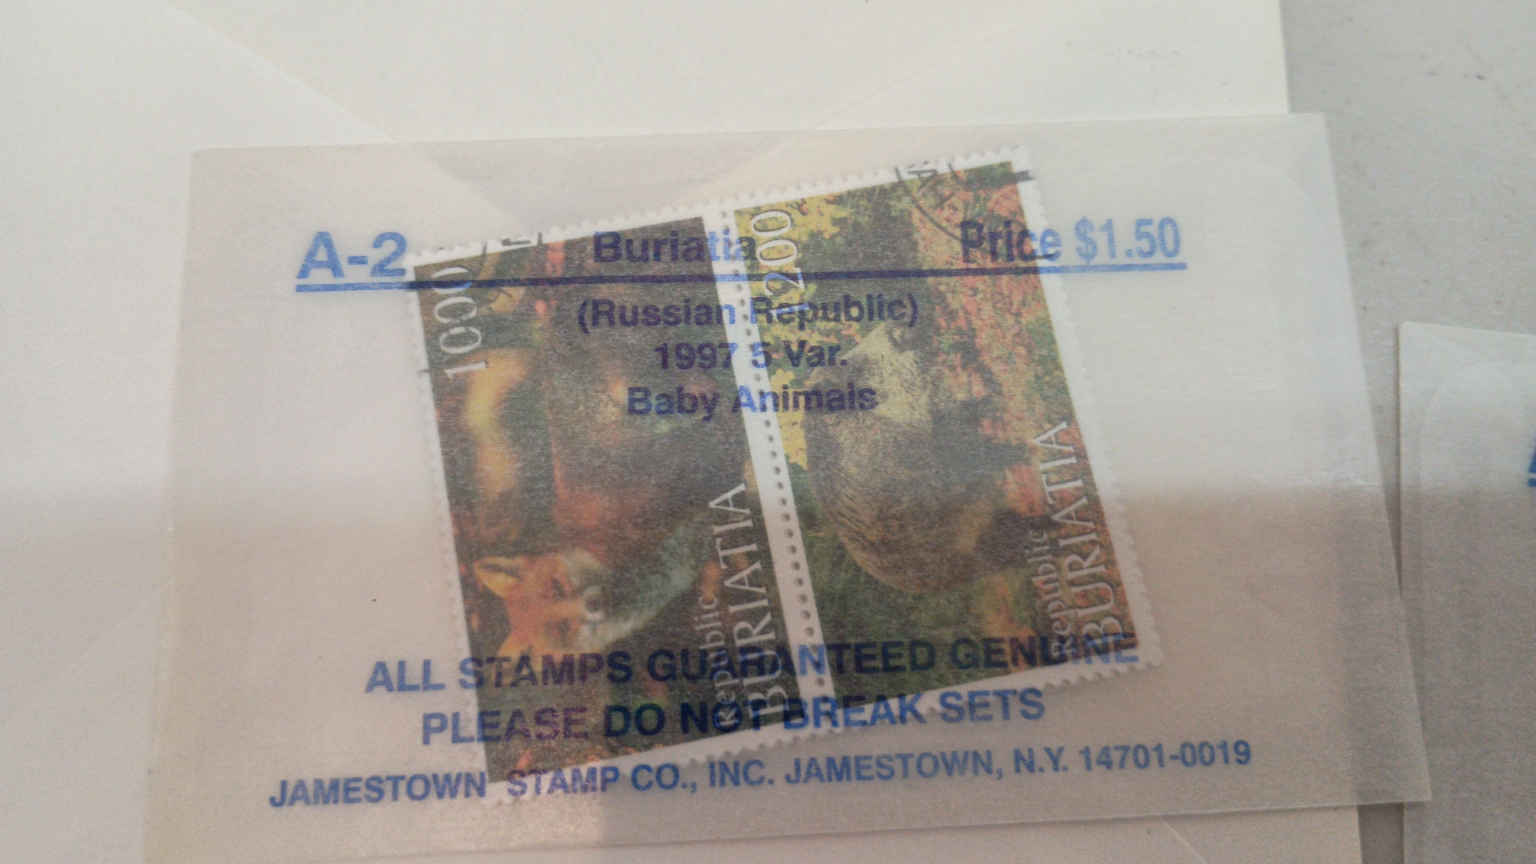 A-2 Buriatia Price $1.50
(Russian Republic)
1997 5 Var.
Baby Animals
1000
Republic
BURIATIA
200
Republic
BURIATIA
ALL STAMPS GUARANTEED GENUINE
PLEASE DO NOT BREAK SETS
JAMESTOWN STAMP CO., INC. JAMESTOWN, N.Y. 14701-0019